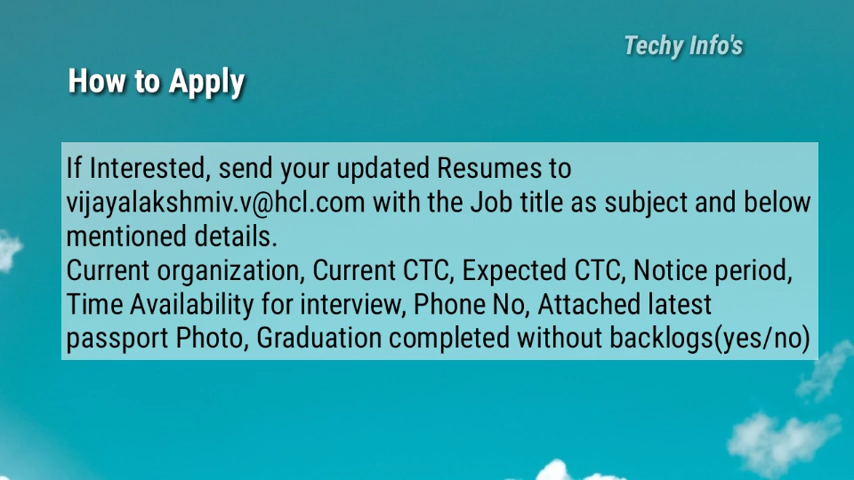 Techy Info's
How to Apply
If Interested, send your updated Resumes to
vijayalakshmiv.v@hcl.com with the Job title as subject and below
mentioned details.
Current organization, Current CTC, Expected CTC, Notice period,
Time Availability for interview, Phone No, Attached latest
passport Photo, Graduation completed without backlogs(yes/no)